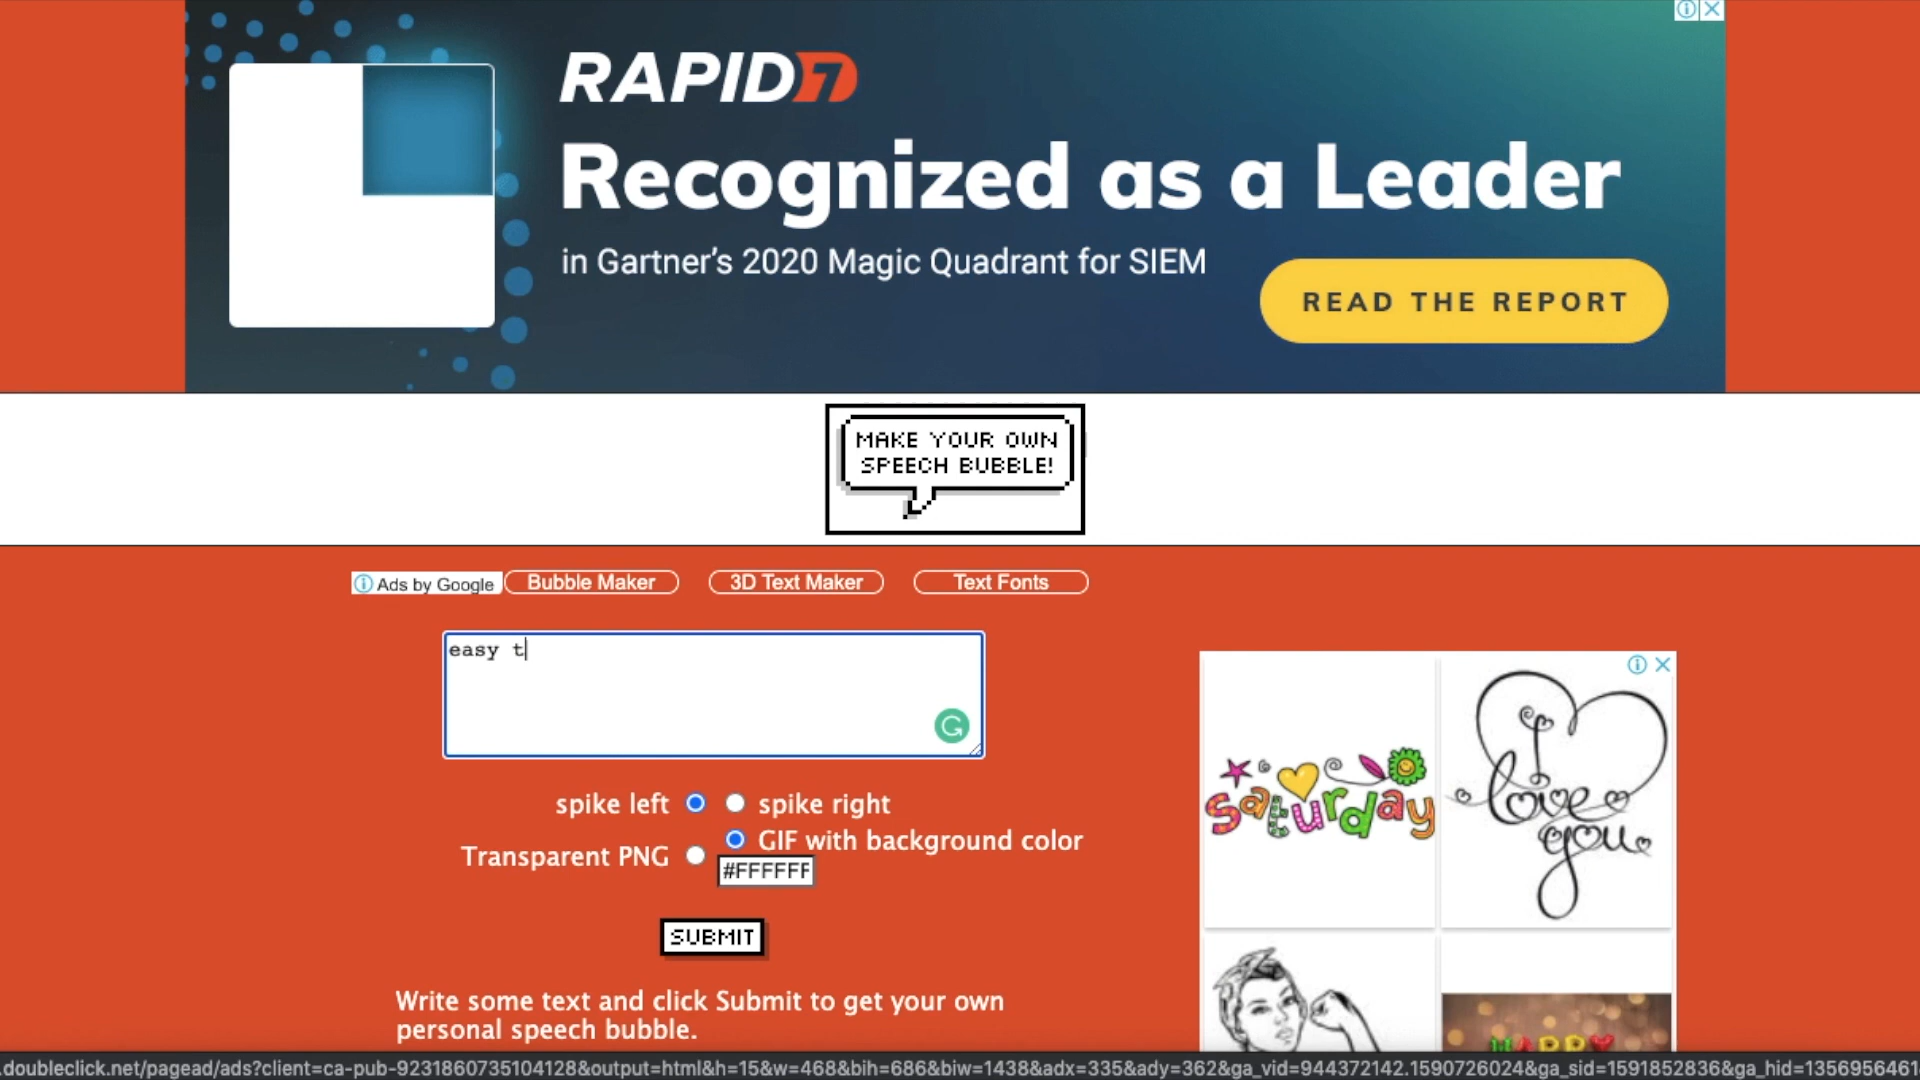 RAPID7
Recognized as a Leader
in Gartner's 2020 Magic Quadrant for SIEM
READ THE REPORT
MAKE YOUR OWN
SPEECH BUBBLE!
Ads by Google
Bubble Maker
3D Text Maker
Text Fonts
easy t
spike left
spike right
GIF with background color
Transparent PNG
#FFFFFF
SUBMIT
Write some text and click Submit to get your own
personal speech bubble.
saturday
I
love
you
HAPPY
.doubleclick.net/pagead/ads?client=ca-pub-9231860735104128&output=html&h=15&w=468&bih=686&biw=1438&adx=335&ady=362&ga_vid=944372142.1590726024&ga_sid=1591852836&ga_hid=1356956461